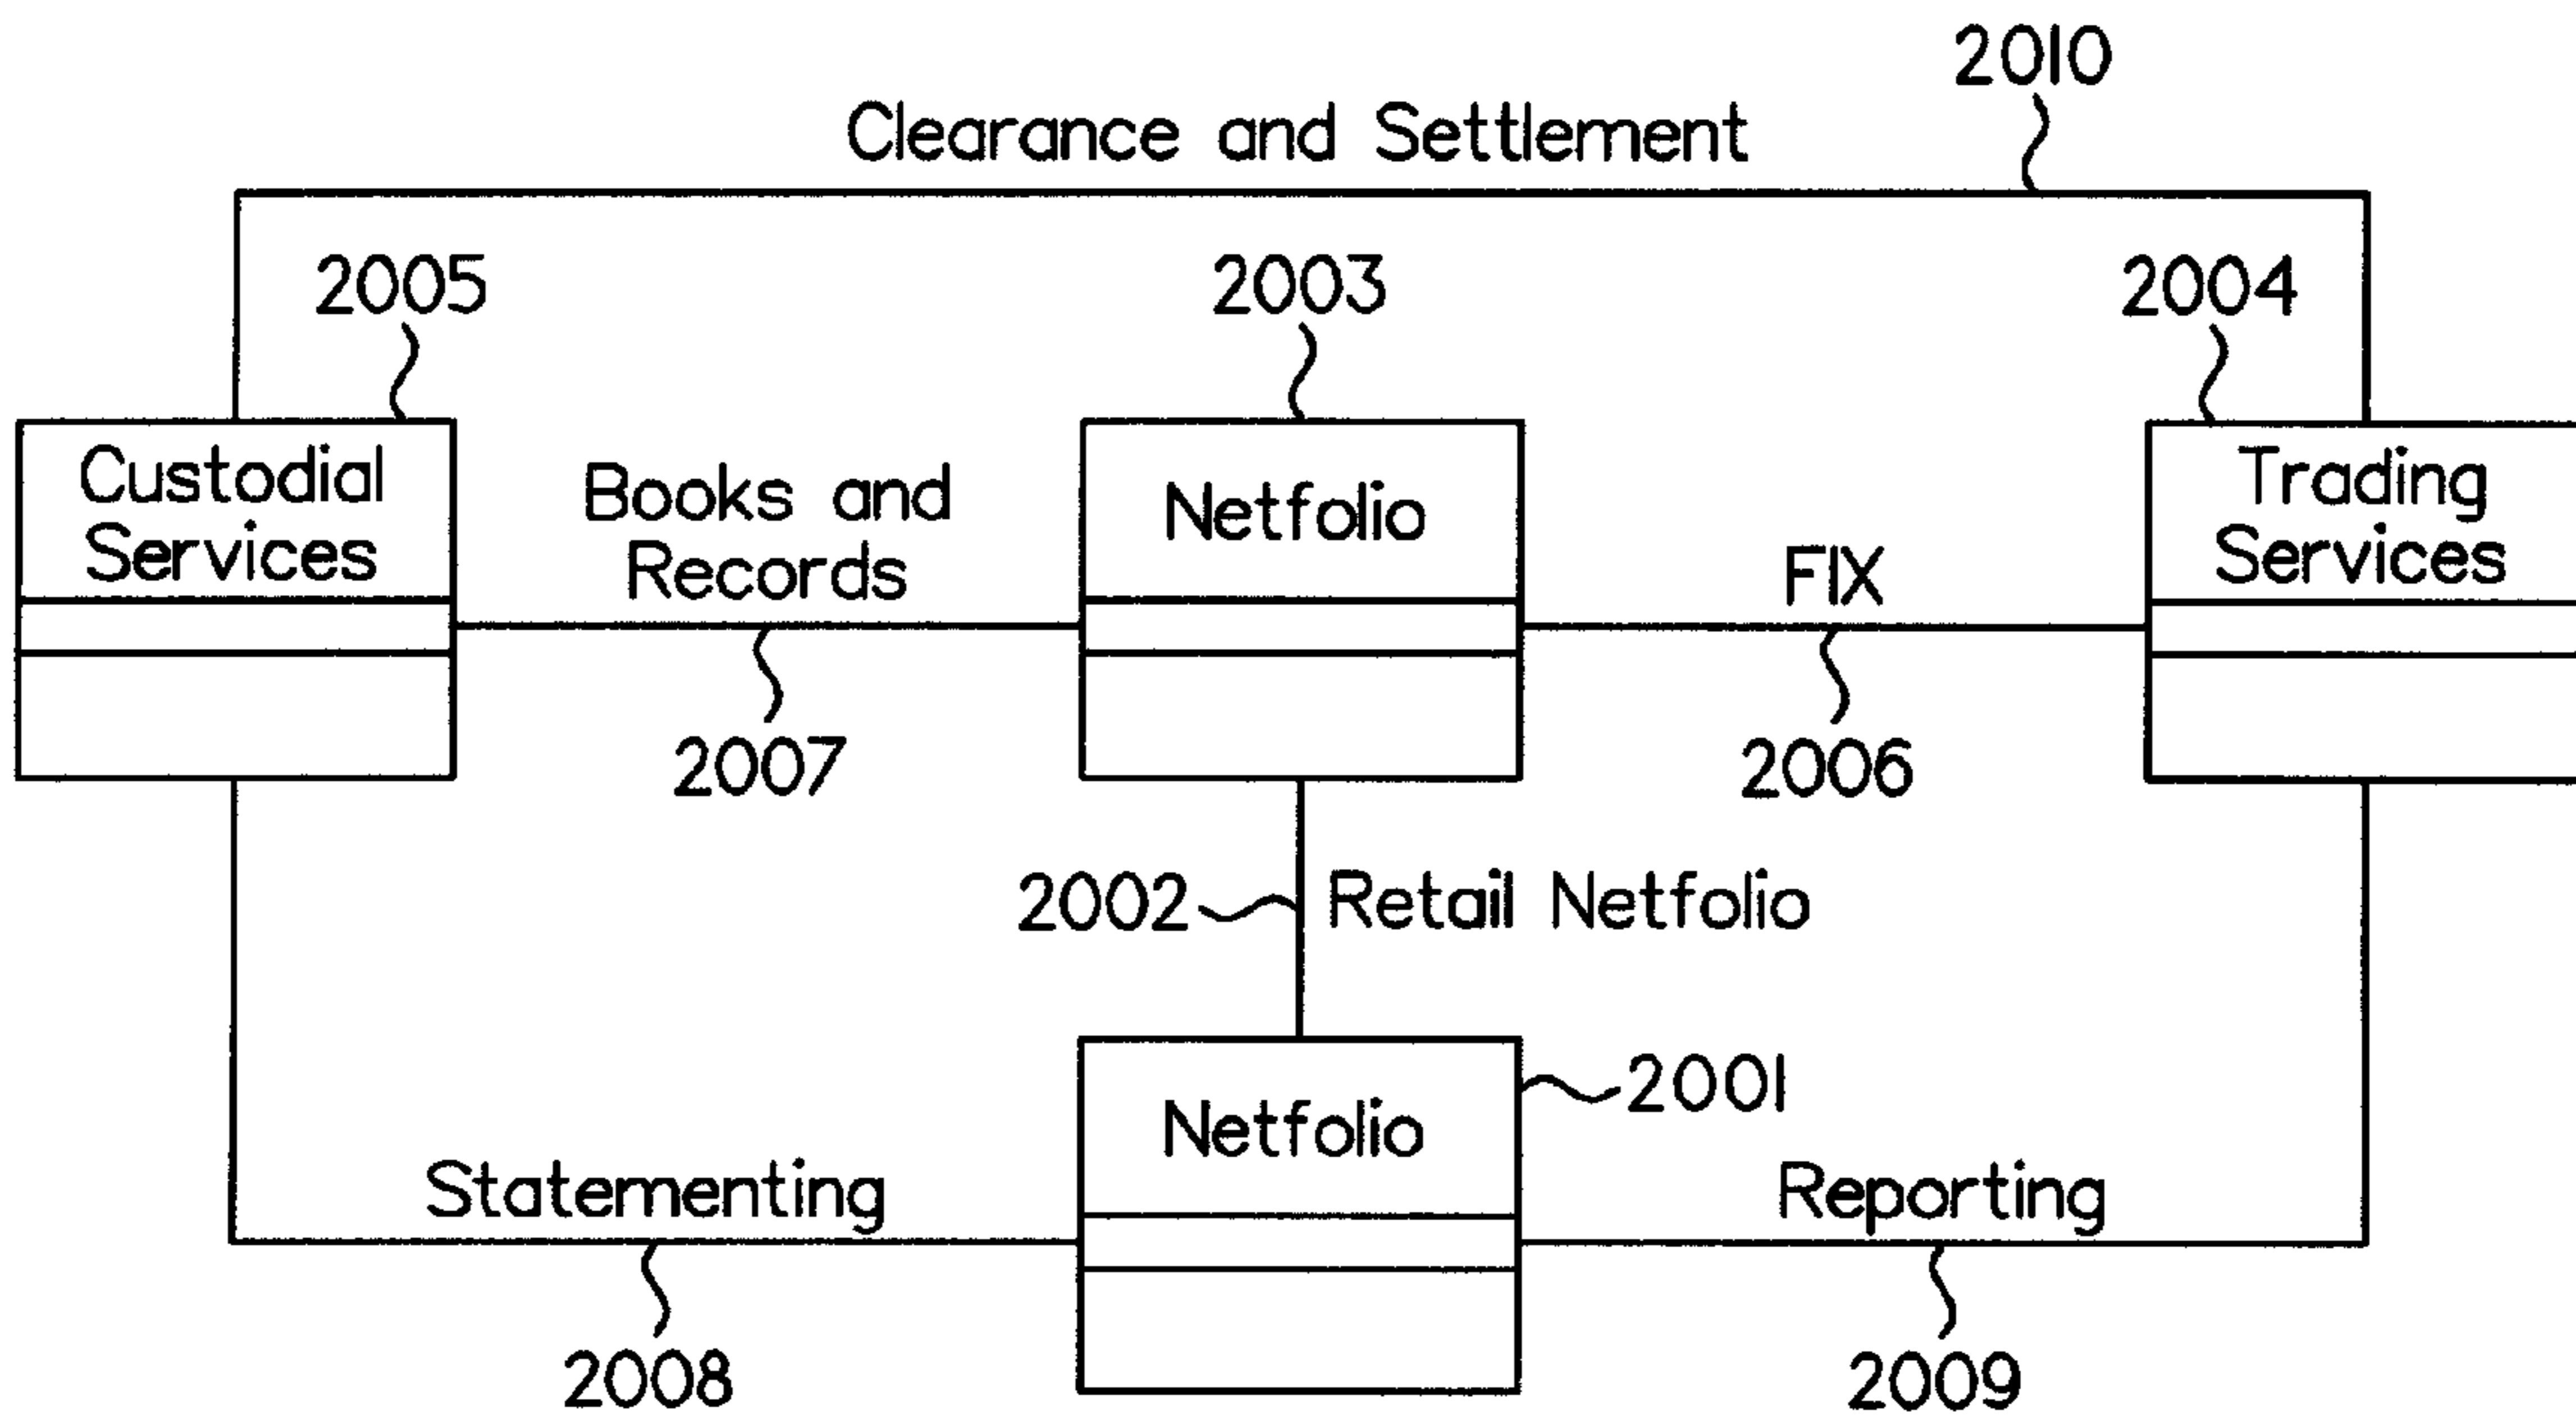 2010
Clearance and Settlement
2005
2003
2004
Custodial
Services
Books and
Records
Netfolio
FIX
Trading
Services
2007
2006
2002
Retail Netfolio
Netfolio
2001
Statementing
Reporting
2008
2009